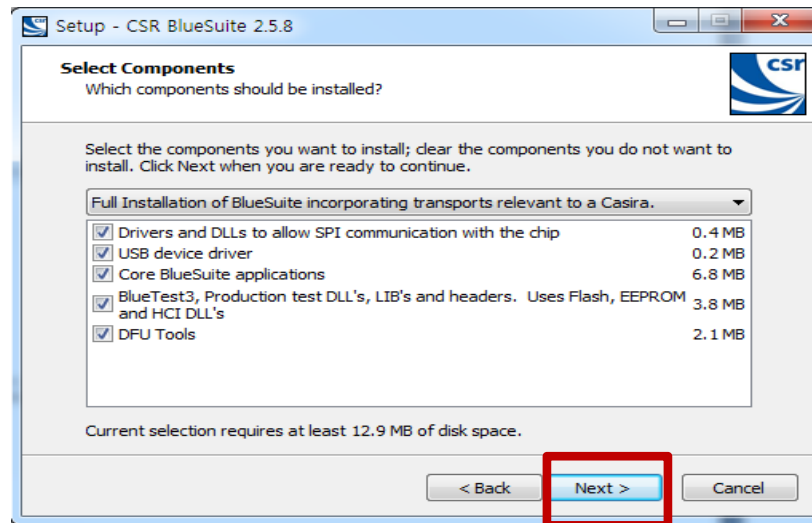 Setup - CSR BlueSuite 2.5.8
Select Components
Which components should be installed?
csr
Select the components you want to install; clear the components you do not want to
install. Click Next when you are ready to continue.
Full Installation of BlueSuite incorporating transports relevant to a Casira.
Drivers and DLLs to allow SPI communication with the chip 0.4 MB
USB device driver 0.2 MB
Core BlueSuite applications 6.8 MB
BlueTest3, Production test DLL's, LIB's and headers. Uses Flash, EEPROM 3.8 MB
and HCI DLL's
DFU Tools 2.1 MB
Current selection requires at least 12.9 MB of disk space.
< Back Next > Cancel